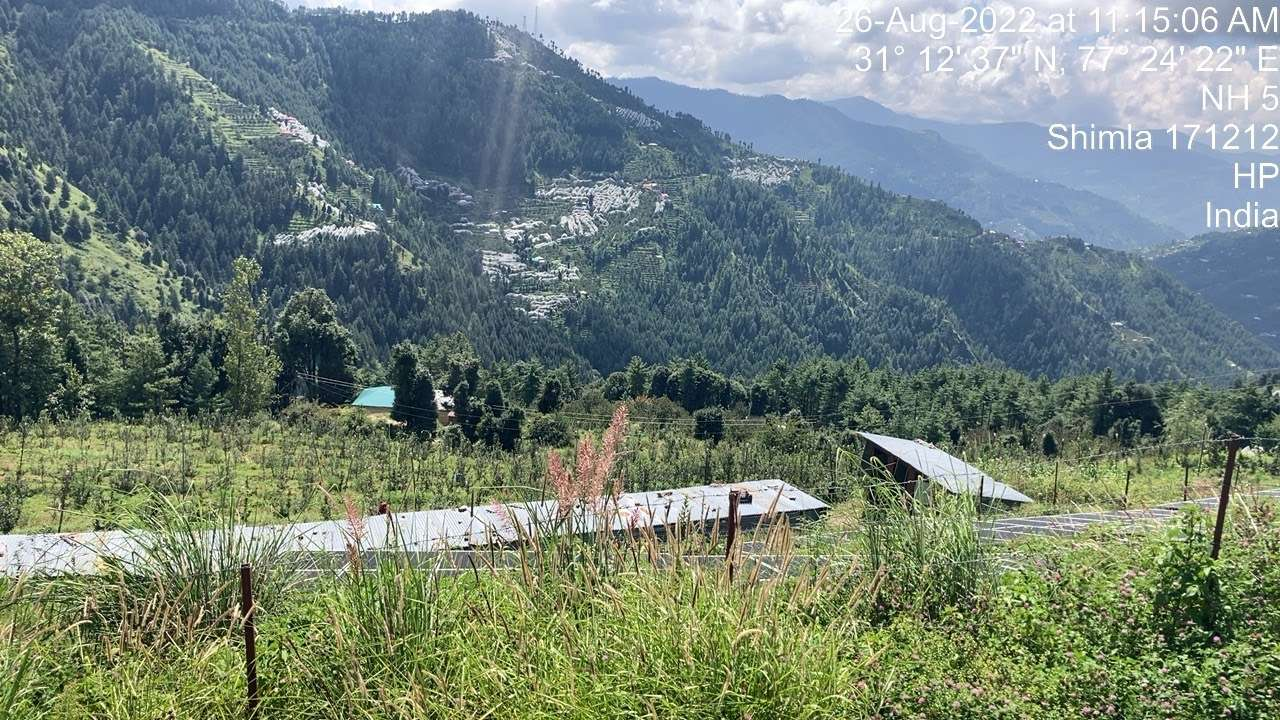 26-Aug-2022 at 11:15:06 AM
31° 12' 37" N, 77° 24' 22" E
NH 5
Shimla 171212
HP
India